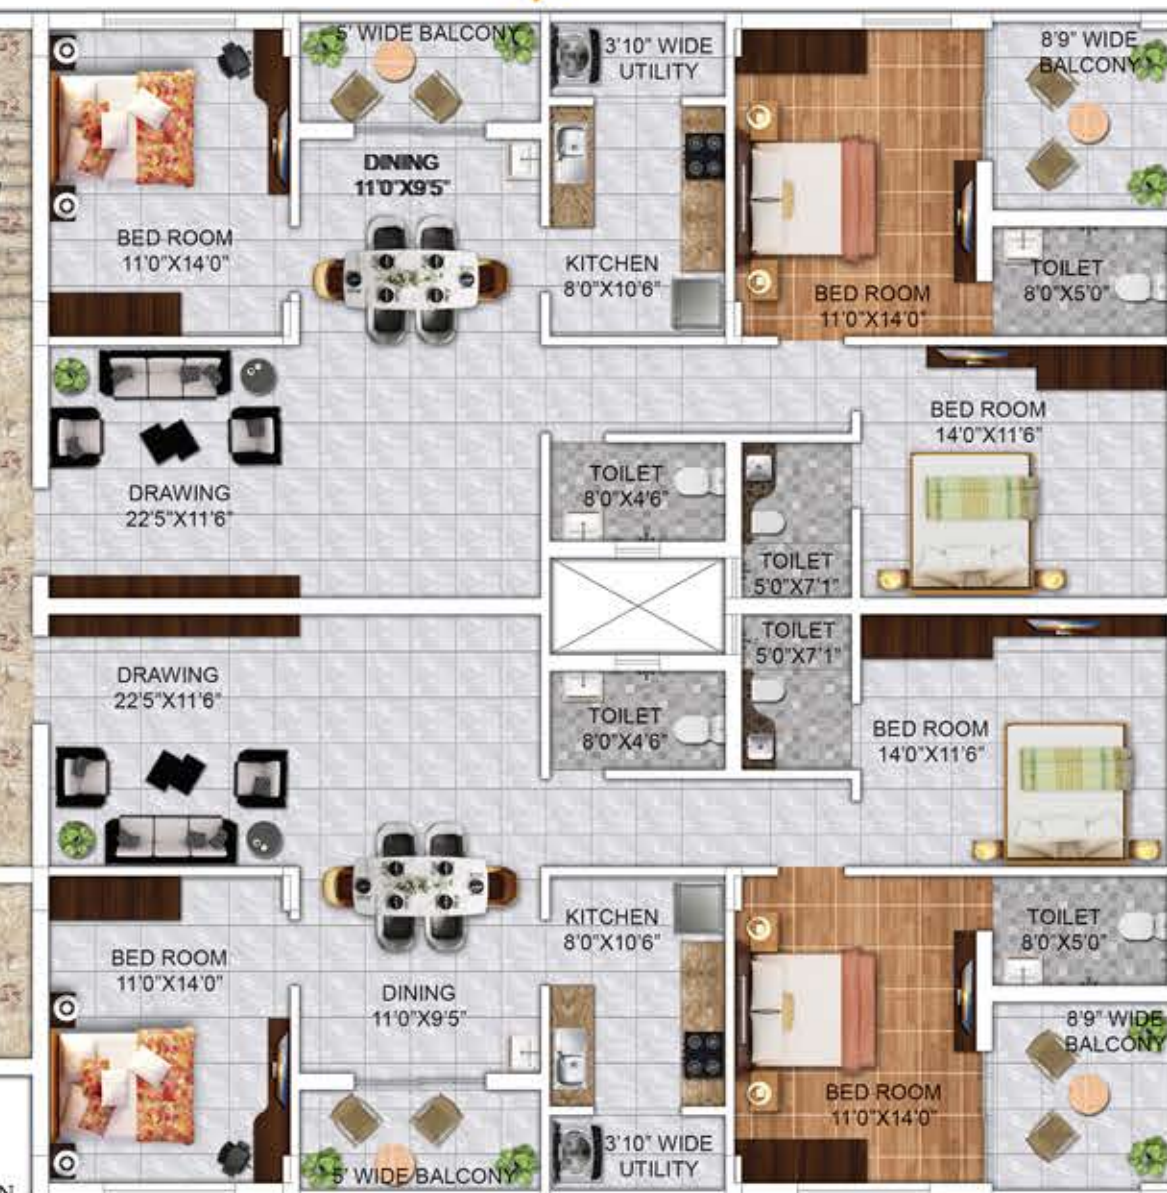 5' WIDE BALCONY
3'10" WIDE
UTILITY
8'9" WIDE
BALCONY
DINING
11'0"X9'5"
BED ROOM
11'0"X14'0"
KITCHEN
8'0"X10'6"
BED ROOM
11'0"X14'0"
TOILET
8'0"X5'0"
BED ROOM
14'0"X11'6"
DRAWING
22'5"X11'6"
TOILET
8'0"X4'6"
TOILET
5'0"X7'1"
TOILET
5'0"X7'1"
DRAWING
22'5"X11'6"
TOILET
8'0"X4'6"
BED ROOM
14'0"X11'6"
KITCHEN
8'0"X10'6"
TOILET
8'0"X5'0"
BED ROOM
11'0"X14'0"
DINING
11'0"X9'5"
8'9" WIDE
BALCONY
BED ROOM
11'0"X14'0"
5' WIDE BALCONY
3'10" WIDE
UTILITY